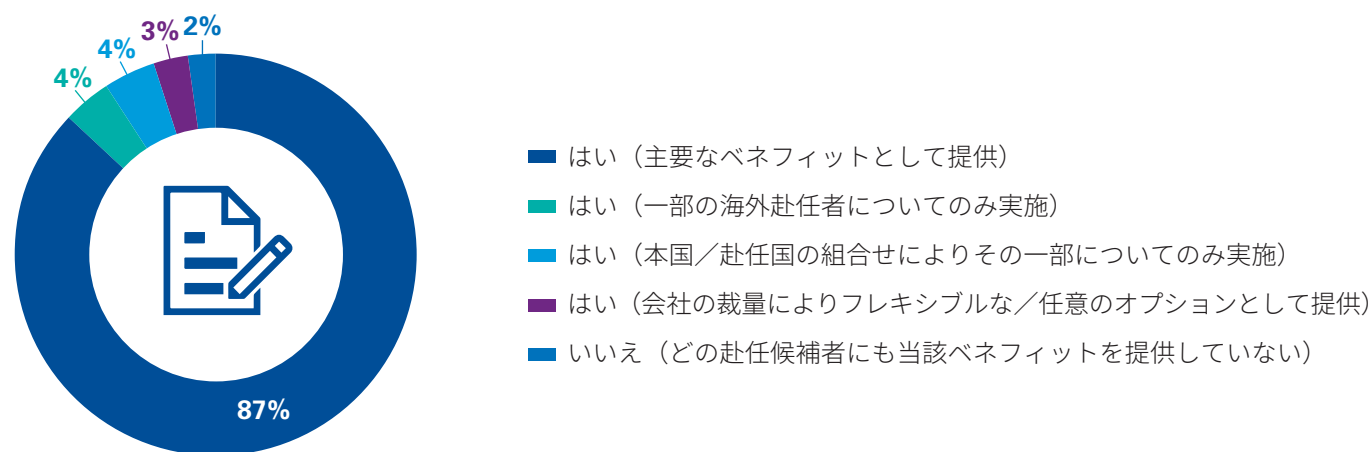 3%
2%
4%
4%
87%
はい（主要なベネフィットとして提供）
はい（一部の海外赴任者についてのみ実施）
はい（本国／赴任国の組合せによりその一部についてのみ実施）
はい（会社の裁量によりフレキシブルな／任意のオプションとして提供）
いいえ（どの赴任候補者にも当該ベネフィットを提供していない）